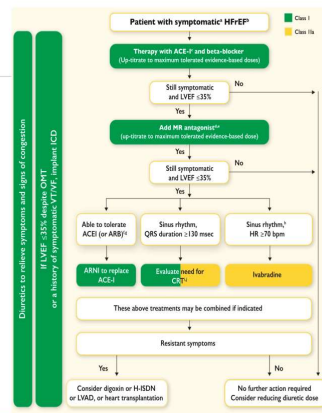 Class I
Class IIa
Patient with symptomaticᵃ HFrEFᵇ
Therapy with ACE-Iᶜ and beta-blocker
(Up-titrate to maximum tolerated evidence-based doses)
No
Still symptomatic
and LVEF ≤35%
Yes
Add MR antagonistᵈ,ᵉ
(up-titrate to maximum tolerated evidence-based dose)
No
Still symptomatic
and LVEF ≤35%
Yes
Able to tolerate
ACEI (or ARB)ᶠ,ᵍ
Sinus rhythm,
QRS duration ≥130 msec
Sinus rhythm,ʰ
HR ≥70 bpm
ARNI to replace
ACE-I
Evaluate need for
CRTⁱ,ʲ
Ivabradine
These above treatments may be combined if indicated
Resistant symptoms
Yes
No
Consider digoxin or H-ISDN
or LVAD, or heart transplantation
No further action required
Consider reducing diuretic dose
Diuretics to relieve symptoms and signs of congestion
If LVEF ≤35% despite OMT
or a history of symptomatic VT/VF, implant ICD